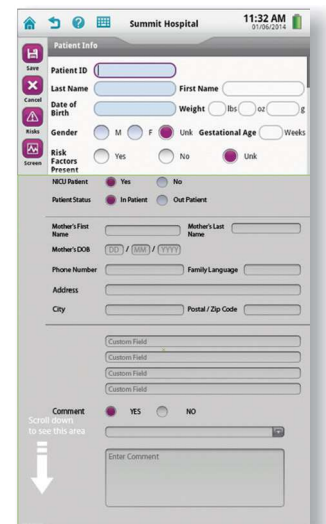 Summit Hospital
11:32 AM
01/06/2014
Patient Info
Save
Cancel
Risks
Screen
Patient ID
Last Name First Name
Date of Birth Weight lbs oz g
Gender M F Unk Gestational Age Weeks
Risk Factors Present Yes No Unk
NICU Patient Yes No
Patient Status In Patient Out Patient
Mother's First Name Mother's Last Name
Mother's DOB DD / MM / YYYY
Phone Number Family Language
Address
City Postal / Zip Code
Custom Field
Custom Field
Custom Field
Custom Field
Comment YES NO
Scroll down
to see this area
Enter Comment